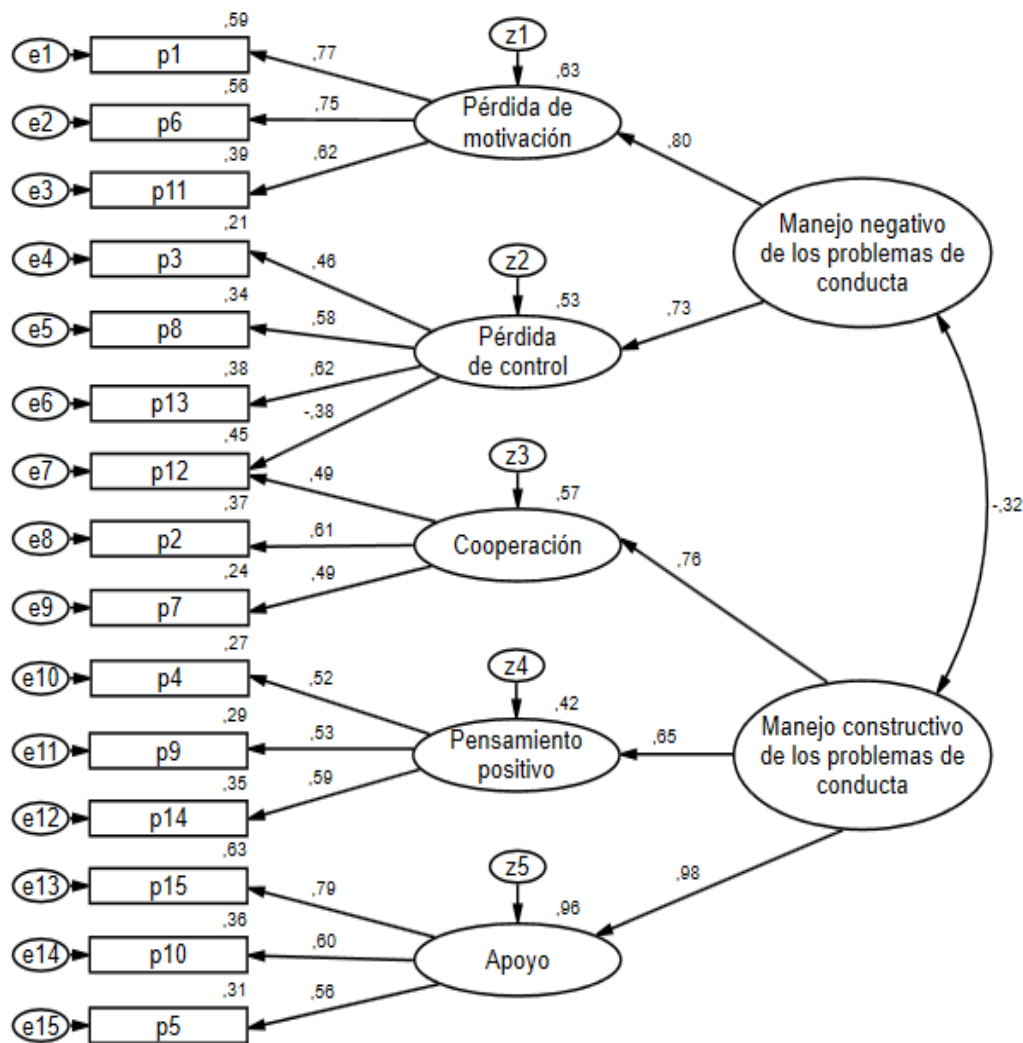 ,59
e1
p1
,77
z1
,63
Pérdida de
motivación
,56
e2
p6
,75
,39
e3
p11
,62
,80
Manejo negativo
de los problemas de
conducta
,21
e4
p3
,46
z2
,53
Pérdida
de control
,73
,34
e5
p8
,58
,38
e6
p13
,62
-,38
,45
e7
p12
,49
z3
,57
Cooperación
,37
e8
p2
,61
,24
e9
p7
,49
,76
-,32
,27
e10
p4
,52
z4
,42
Pensamiento
positivo
,65
Manejo constructivo
de los problemas de
conducta
,29
e11
p9
,53
,35
e12
p14
,59
,63
e13
p15
,79
z5
,96
Apoyo
,98
,36
e14
p10
,60
,31
e15
p5
,56